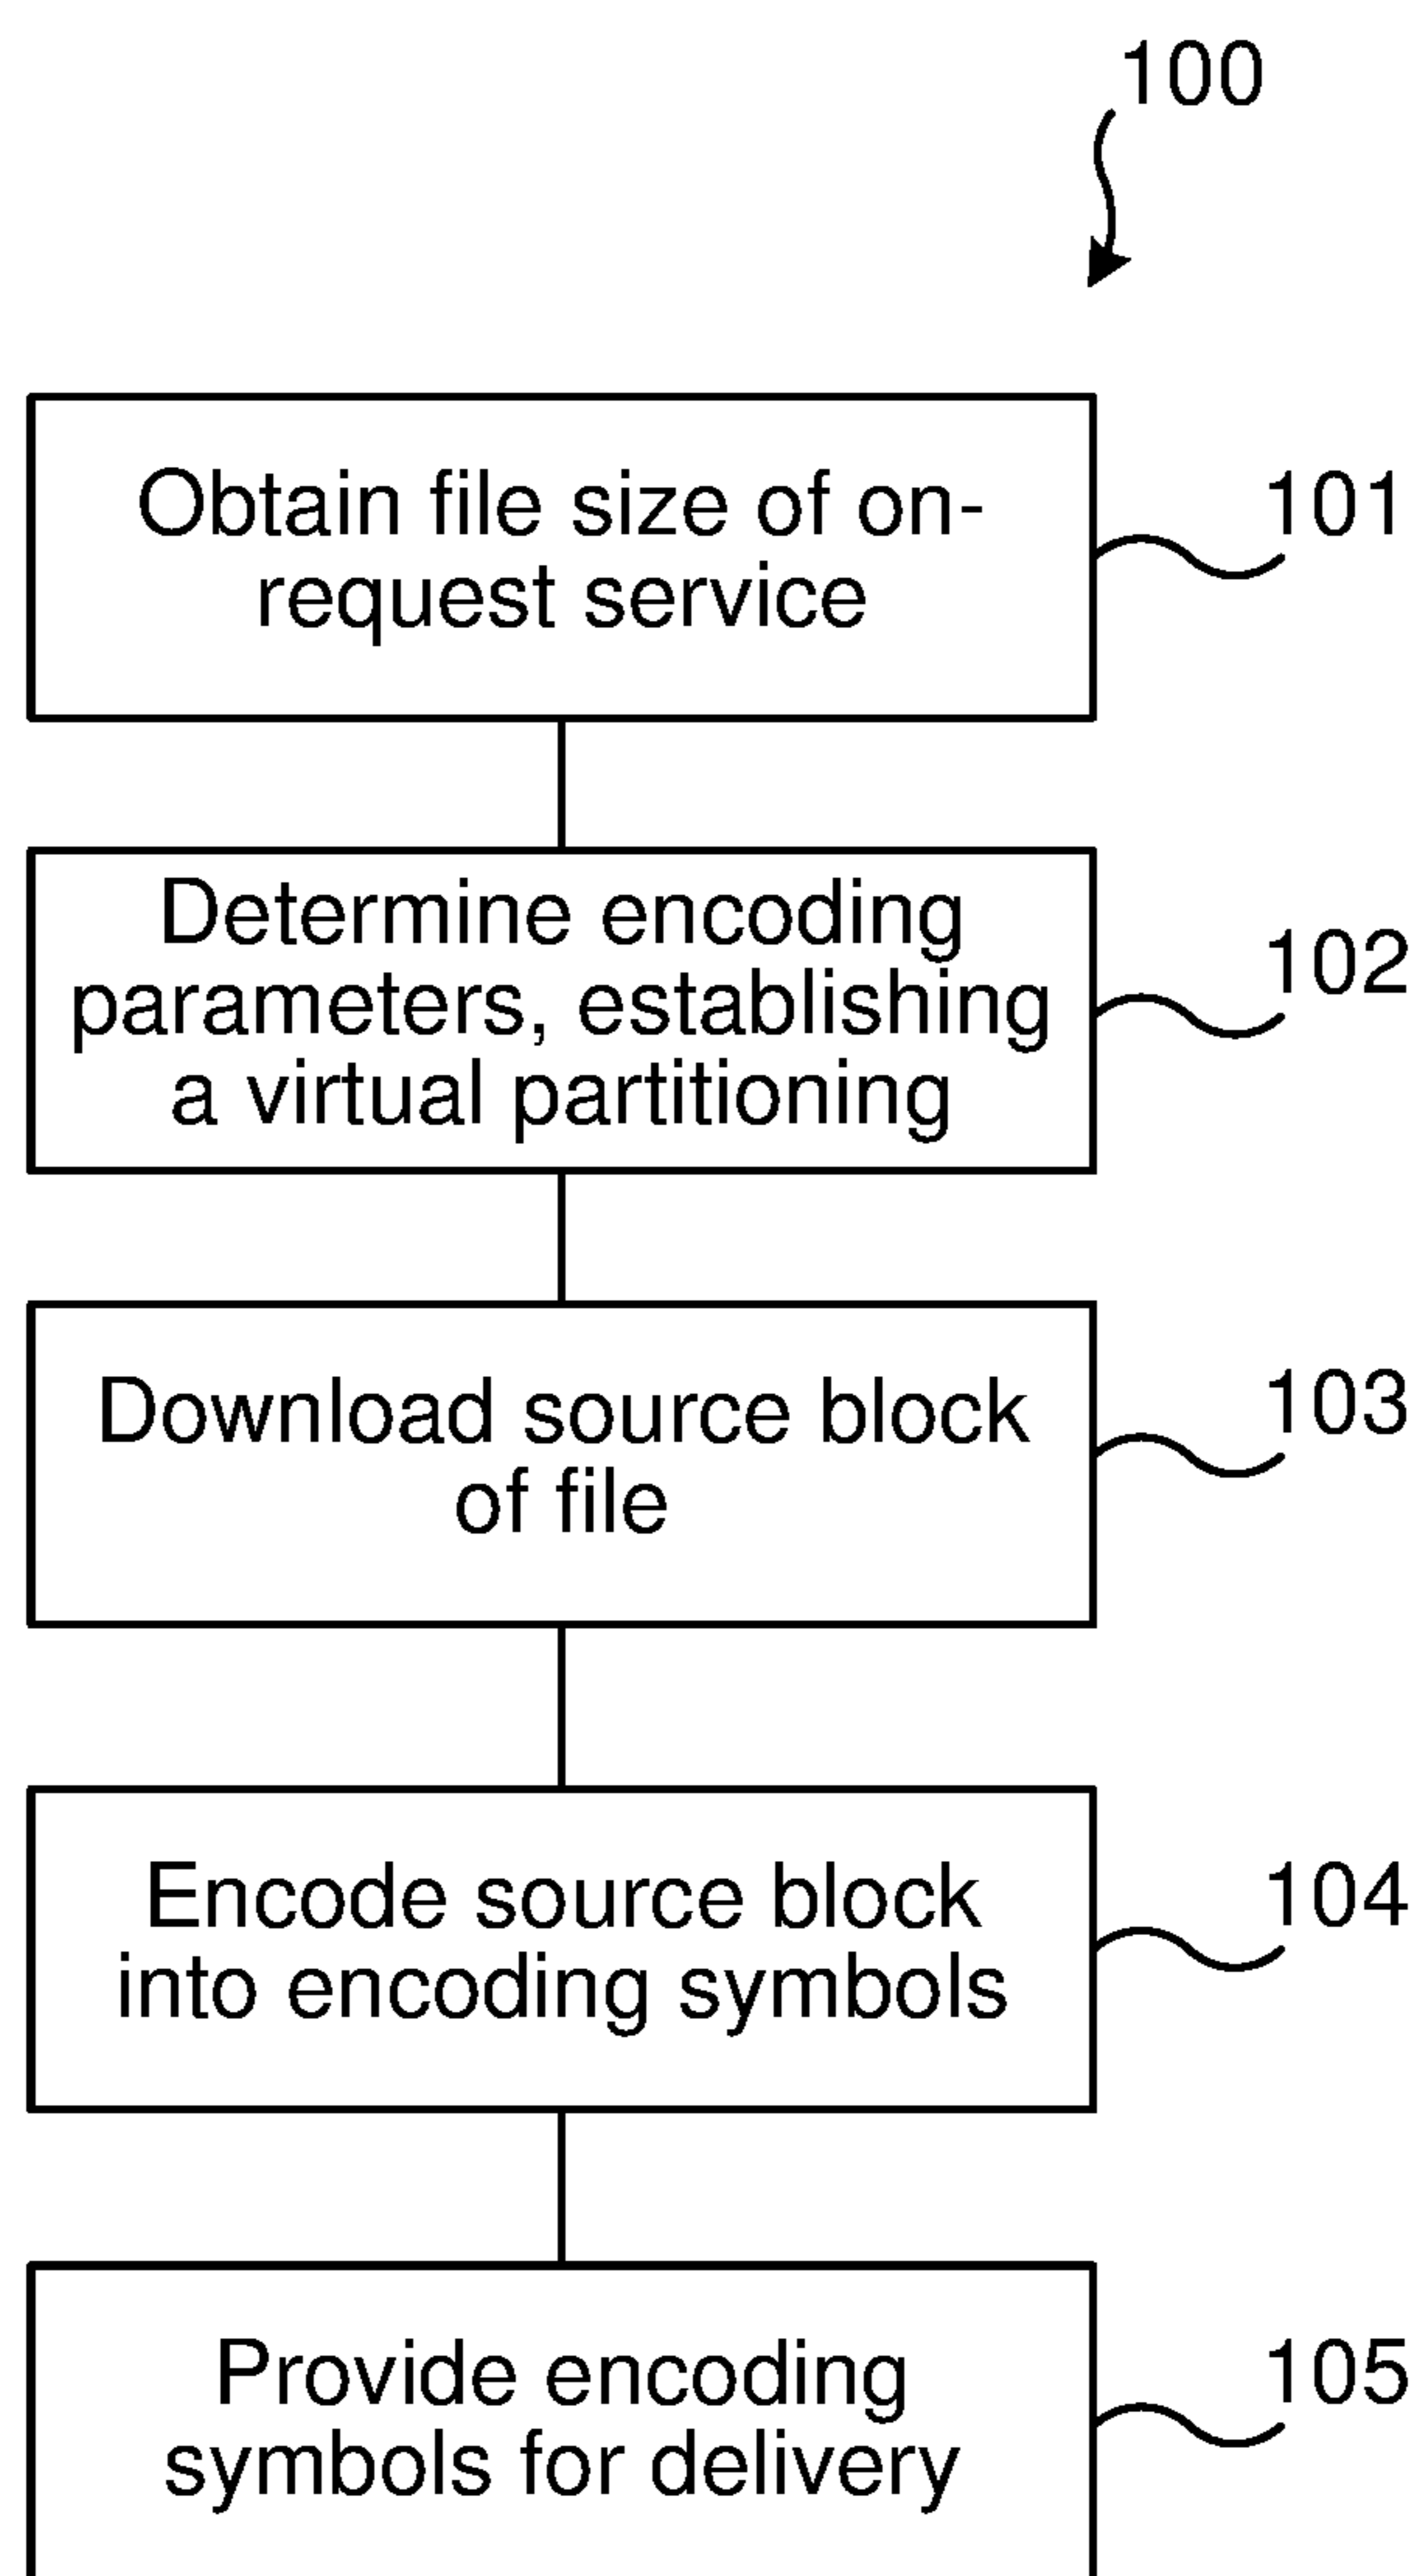 100
Obtain file size of on-
request service
101
Determine encoding
parameters, establishing
a virtual partitioning
102
Download source block
of file
103
Encode source block
into encoding symbols
104
Provide encoding
symbols for delivery
105